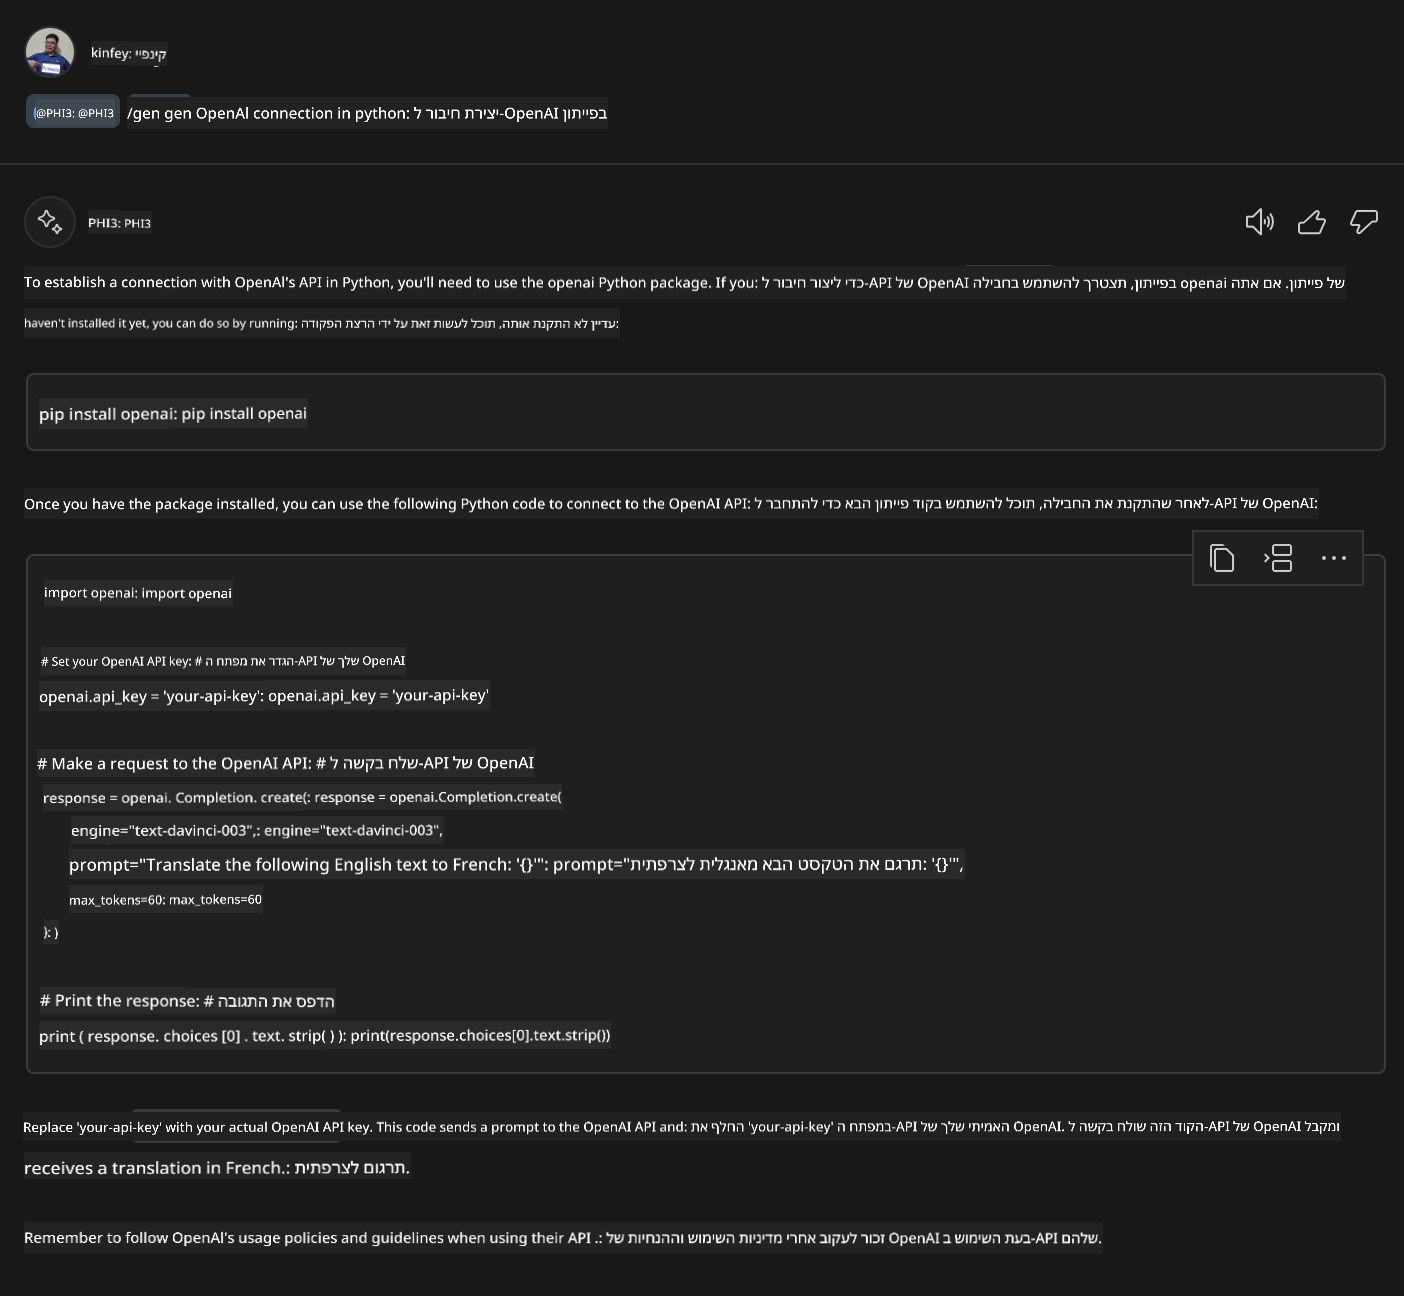 kinfey: קינפיי
@PHI3: @PHI3 /gen gen OpenAI connection in python: יצירת חיבור ל-OpenAI בפייתון
PHI3: PHI3
To establish a connection with OpenAI's API in Python, you'll need to use the openai Python package. If you: כדי ליצור חיבור ל-API של OpenAI בפייתון, תצטרך להשתמש בחבילה openai של פייתון. אם אתה
haven't installed it yet, you can do so by running: עדיין לא התקנת אותה, תוכל לעשות זאת על ידי הרצת הפקודה:
pip install openai: pip install openai
Once you have the package installed, you can use the following Python code to connect to the OpenAI API: לאחר שהתקנת את החבילה, תוכל להשתמש בקוד פייתון הבא כדי להתחבר ל-API של OpenAI:
import openai: import openai
# Set your OpenAI API key: # הגדר את מפתח ה-API שלך של OpenAI
openai.api_key = 'your-api-key': openai.api_key = 'your-api-key'
# Make a request to the OpenAI API: # שלח בקשה ל-API של OpenAI
response = openai. Completion. create(: response = openai.Completion.create(
engine="text-davinci-003",: engine="text-davinci-003",
prompt="Translate the following English text to French: '{}'": prompt="תרגם את הטקסט הבא מאנגלית לצרפתית: '{}'",
max_tokens=60: max_tokens=60
): )
# Print the response: # הדפס את התגובה
print ( response. choices [0] . text. strip( ) ): print(response.choices[0].text.strip())
Replace 'your-api-key' with your actual OpenAI API key. This code sends a prompt to the OpenAI API and: החלף את 'your-api-key' במפתח ה-API האמיתי שלך של OpenAI. הקוד הזה שולח בקשה ל-API של OpenAI ומקבל
receives a translation in French.: תרגום לצרפתית.
Remember to follow OpenAI's usage policies and guidelines when using their API .: זכור לעקוב אחרי מדיניות השימוש וההנחיות של OpenAI בעת השימוש ב-API שלהם.